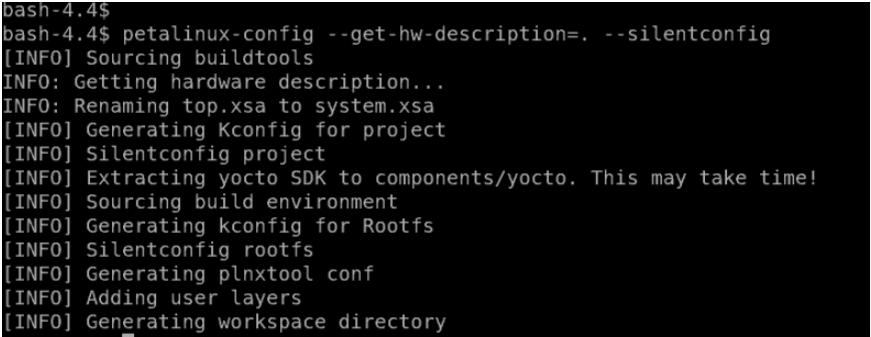 bash-4.4$
bash-4.4$ petalinux-config --get-hw-description=. --silentconfig
[INFO] Sourcing buildtools
INFO: Getting hardware description...
INFO: Renaming top.xsa to system.xsa
[INFO] Generating Kconfig for project
[INFO] Silentconfig project
[INFO] Extracting yocto SDK to components/yocto. This may take time!
[INFO] Sourcing build environment
[INFO] Generating kconfig for Rootfs
[INFO] Silentconfig rootfs
[INFO] Generating plnxtool conf
[INFO] Adding user layers
[INFO] Generating workspace directory